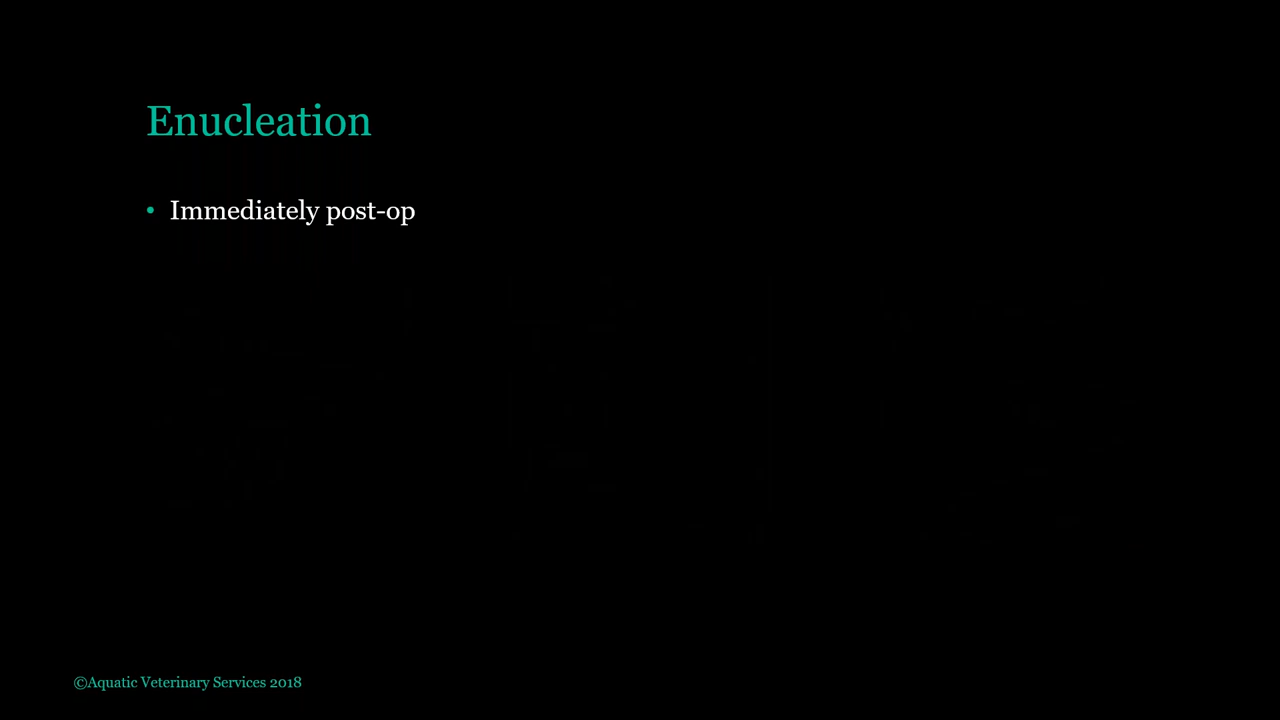 Enucleation
• Immediately post-op
©Aquatic Veterinary Services 2018